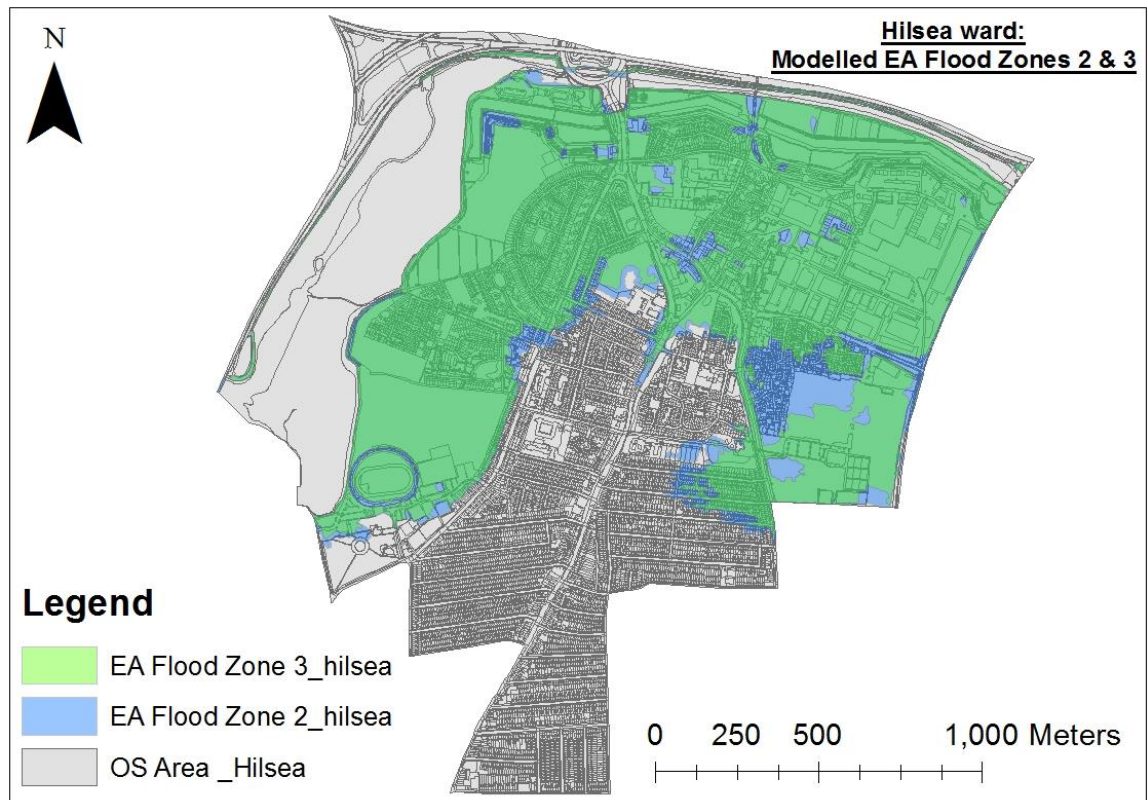 N
Hilsea ward:
Modelled EA Flood Zones 2 & 3
Legend
EA Flood Zone 3_hilsea
EA Flood Zone 2_hilsea
OS Area _Hilsea
0 250 500 1,000 Meters